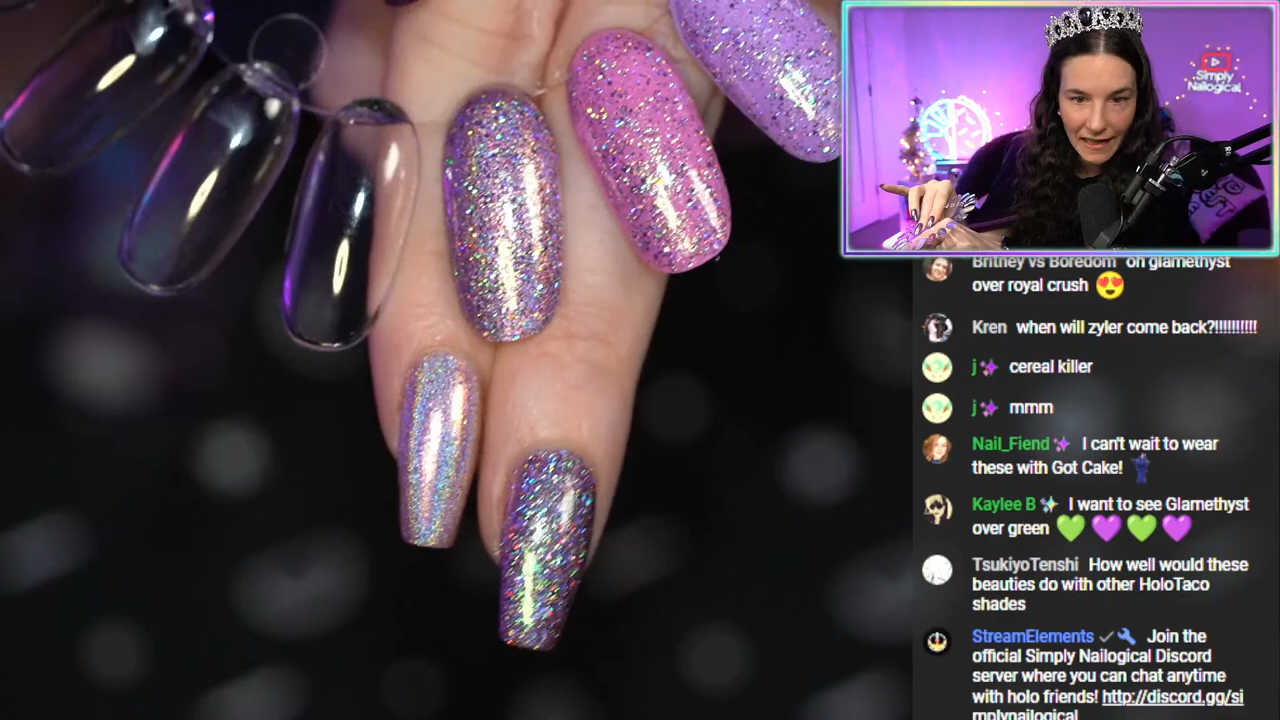 Simply
Nailogical
Britney vs Boredom on glamethyst
over royal crush 😍
Kren when will zyler come back?!!!!!!!!!!
j cereal killer
j mmm
Nail_Fiend I can't wait to wear
these with Got Cake!
Kaylee B I want to see Glamethyst
over green 💚💜💚💜
TsukiyoTenshi How well would these
beauties do with other HoloTaco
shades
StreamElements Join the
official Simply Nailogical Discord
server where you can chat anytime
with holo friends! http://discord.gg/si
mplynailogical